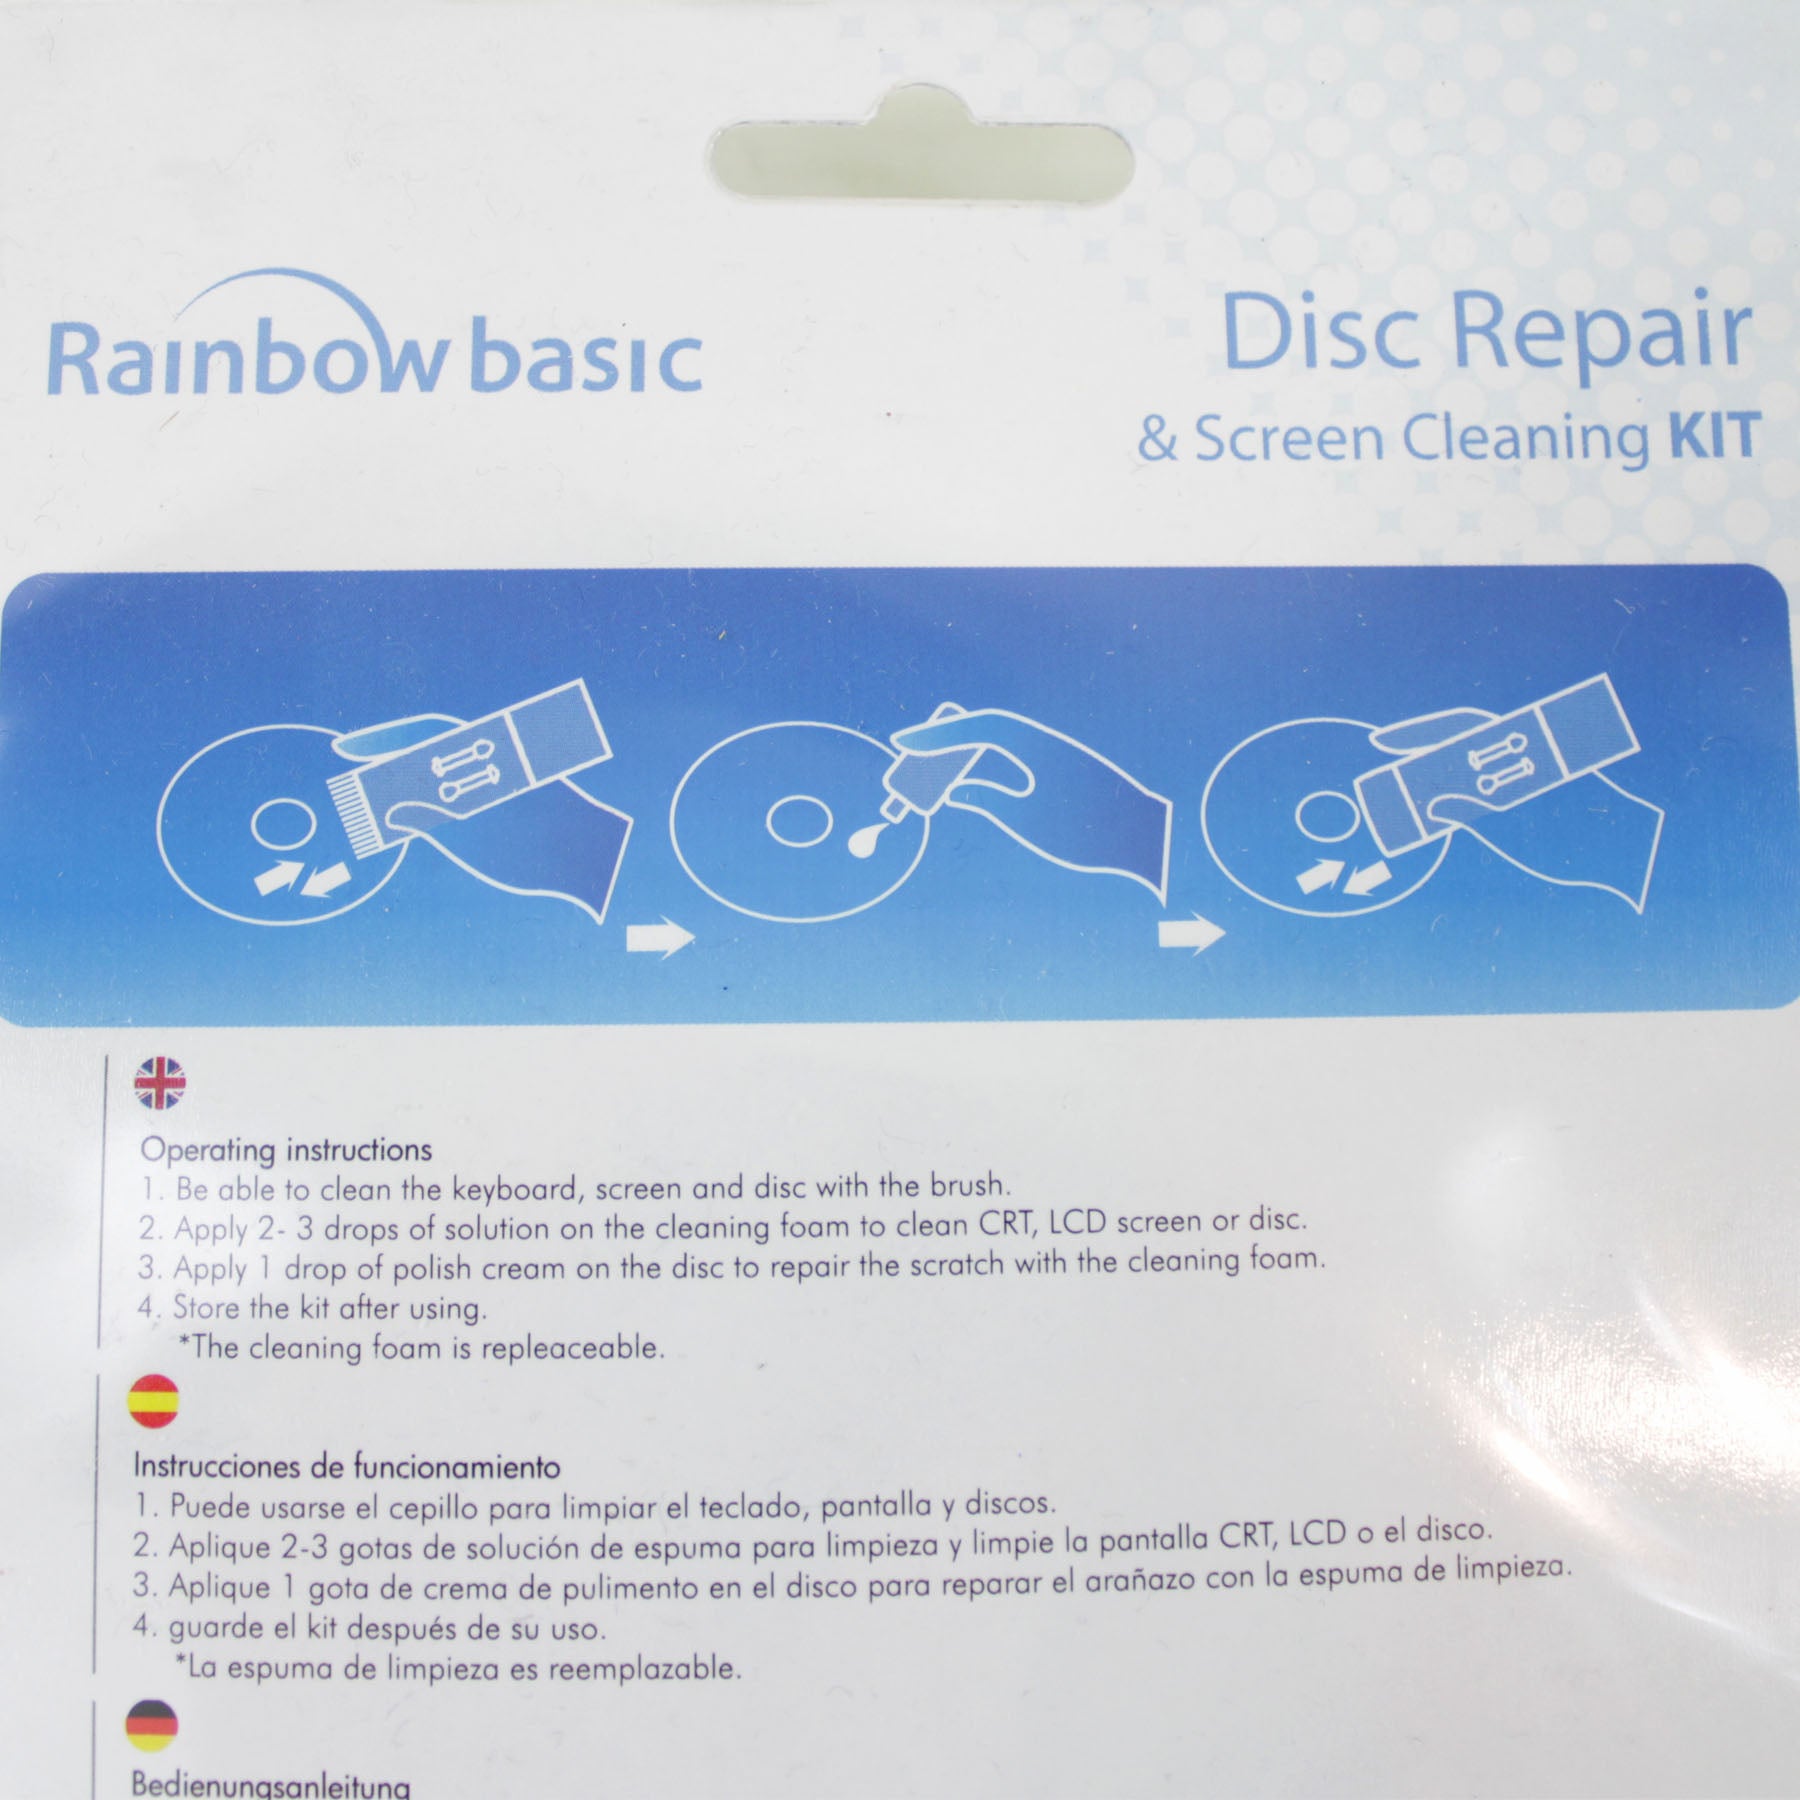 Rainbow basic
Disc Repair
& Screen Cleaning KIT
Operating instructions
1. Be able to clean the keyboard, screen and disc with the brush.
2. Apply 2- 3 drops of solution on the cleaning foam to clean CRT, LCD screen or disc.
3. Apply 1 drop of polish cream on the disc to repair the scratch with the cleaning foam.
4. Store the kit after using.
*The cleaning foam is repleaceable.
Instrucciones de funcionamiento
1. Puede usarse el cepillo para limpiar el teclado, pantalla y discos.
2. Aplique 2-3 gotas de solución de espuma para limpieza y limpie la pantalla CRT, LCD o el disco.
3. Aplique 1 gota de crema de pulimento en el disco para reparar el arañazo con la espuma de limpieza.
4. guarde el kit después de su uso.
*La espuma de limpieza es reemplazable.
Bedienungsanleitung